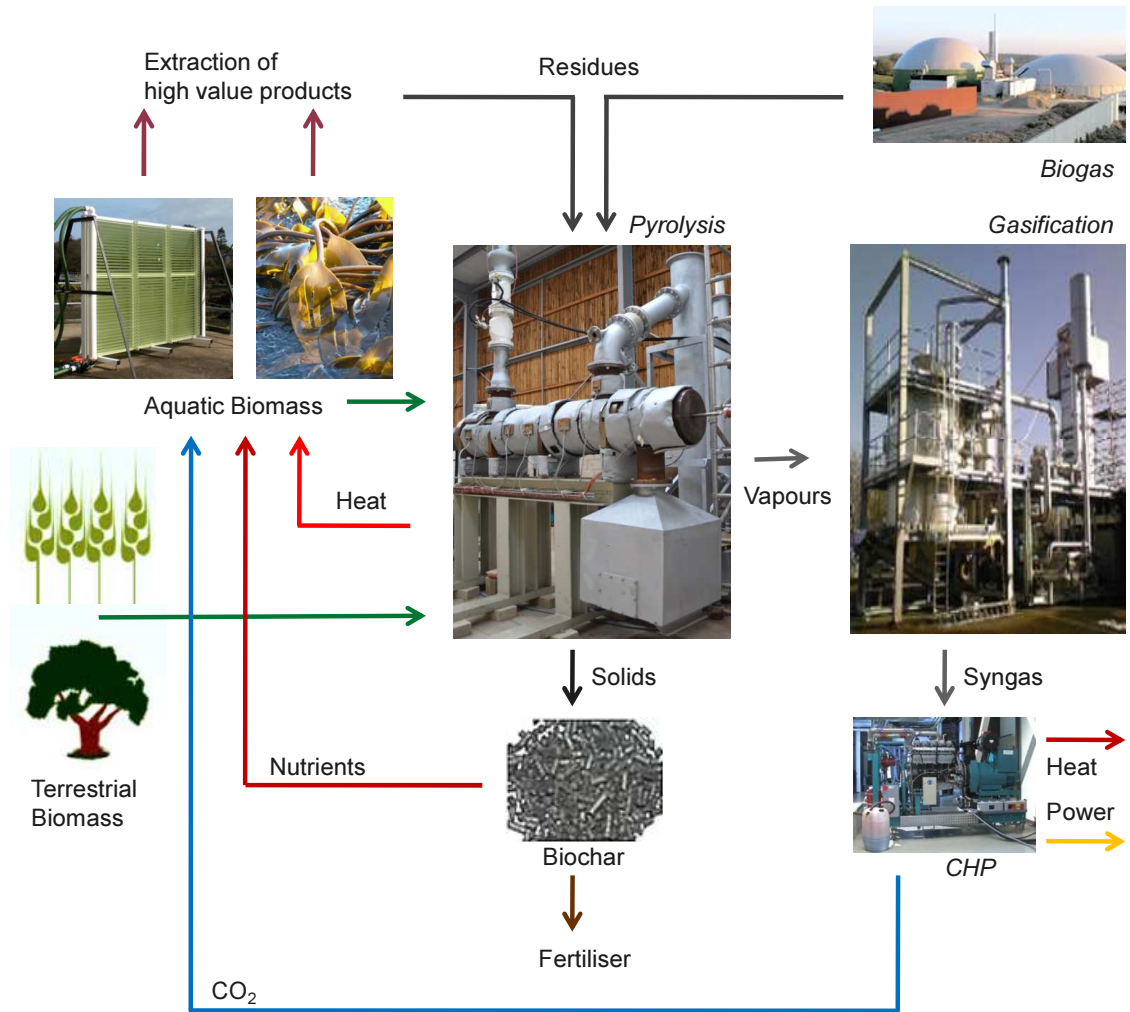 Extraction of
high value products
Residues
Biogas
Pyrolysis
Gasification
Aquatic Biomass
Heat
Vapours
Solids
Syngas
Terrestrial
Biomass
Nutrients
Biochar
Heat
Power
CHP
Fertiliser
CO₂